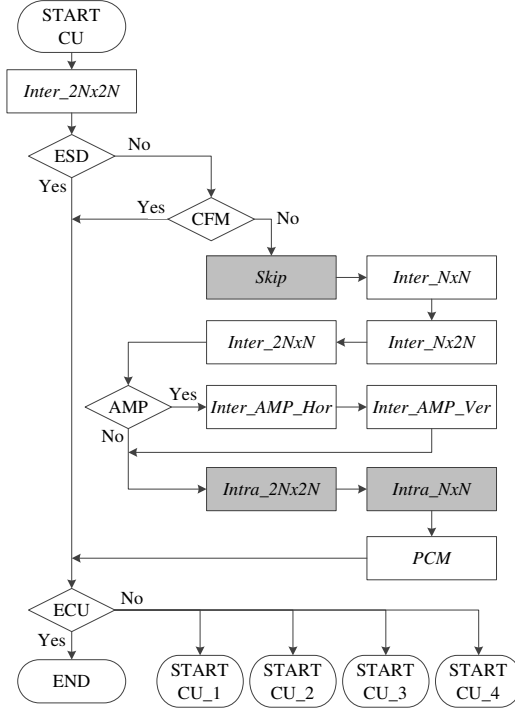 START
CU
Inter_2Nx2N
ESD
No
Yes
Yes
CFM
No
Skip
Inter_NxN
Inter_2NxN
Inter_Nx2N
AMP
Yes
Inter_AMP_Hor
Inter_AMP_Ver
No
Intra_2Nx2N
Intra_NxN
PCM
ECU
No
Yes
END
START
CU_1
START
CU_2
START
CU_3
START
CU_4